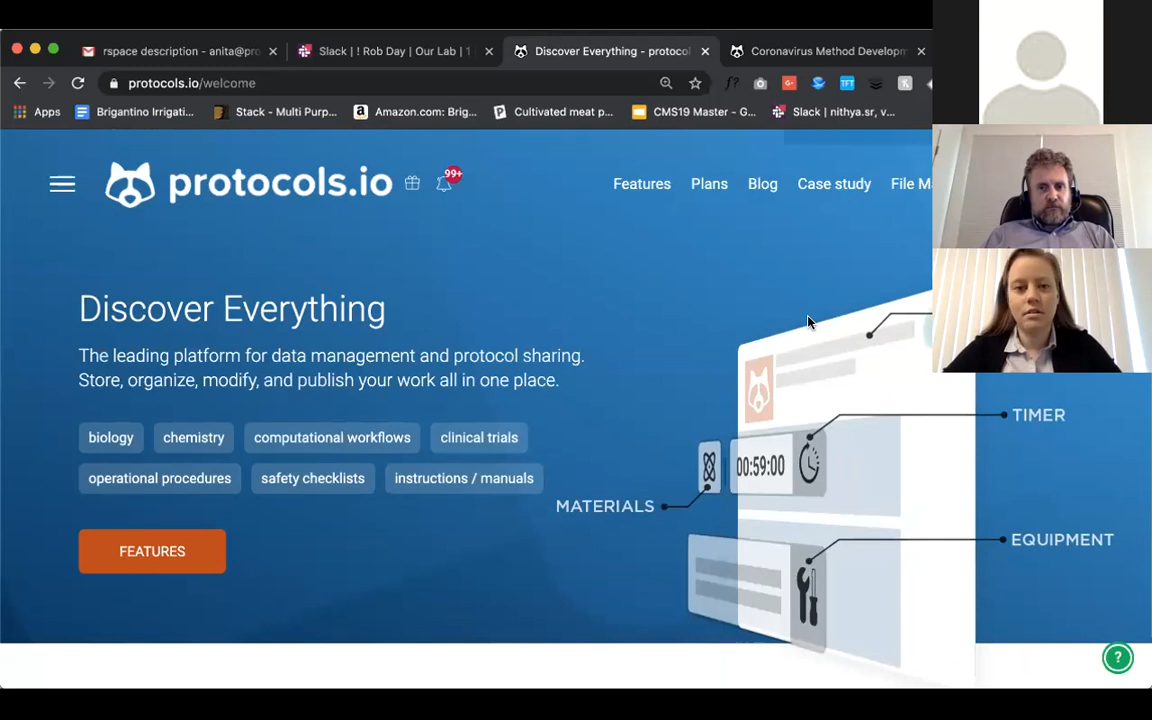 rspace description - anita@pro
Slack | ! Rob Day | Our Lab | 1
Discover Everything - protocol
Coronavirus Method Developm
protocols.io/welcome
Apps
Brigantino Irrigati...
Stack - Multi Purp...
Amazon.com: Brig...
Cultivated meat p...
CMS19 Master - G...
Slack | nithya.sr, v...
protocols.io
99+
Features
Plans
Blog
Case study
File M
Discover Everything
The leading platform for data management and protocol sharing.
Store, organize, modify, and publish your work all in one place.
biology
chemistry
computational workflows
clinical trials
operational procedures
safety checklists
instructions / manuals
FEATURES
TIMER
00:59:00
MATERIALS
EQUIPMENT
?